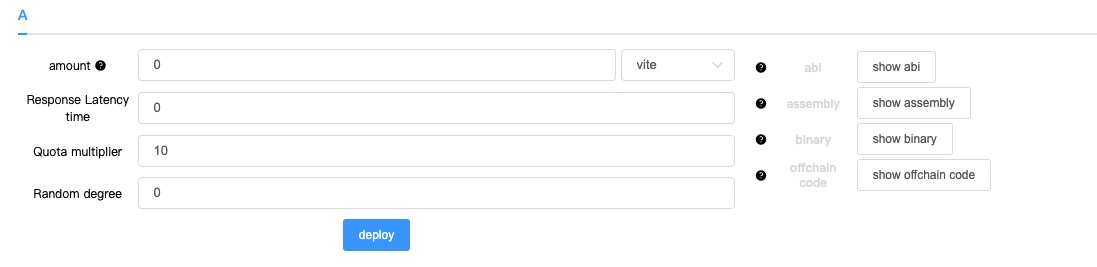 A
amount
0
vite
Response Latency
time
0
Quota multiplier
10
Random degree
0
deploy
abi
show abi
assembly
show assembly
binary
show binary
offchain
code
show offchain code